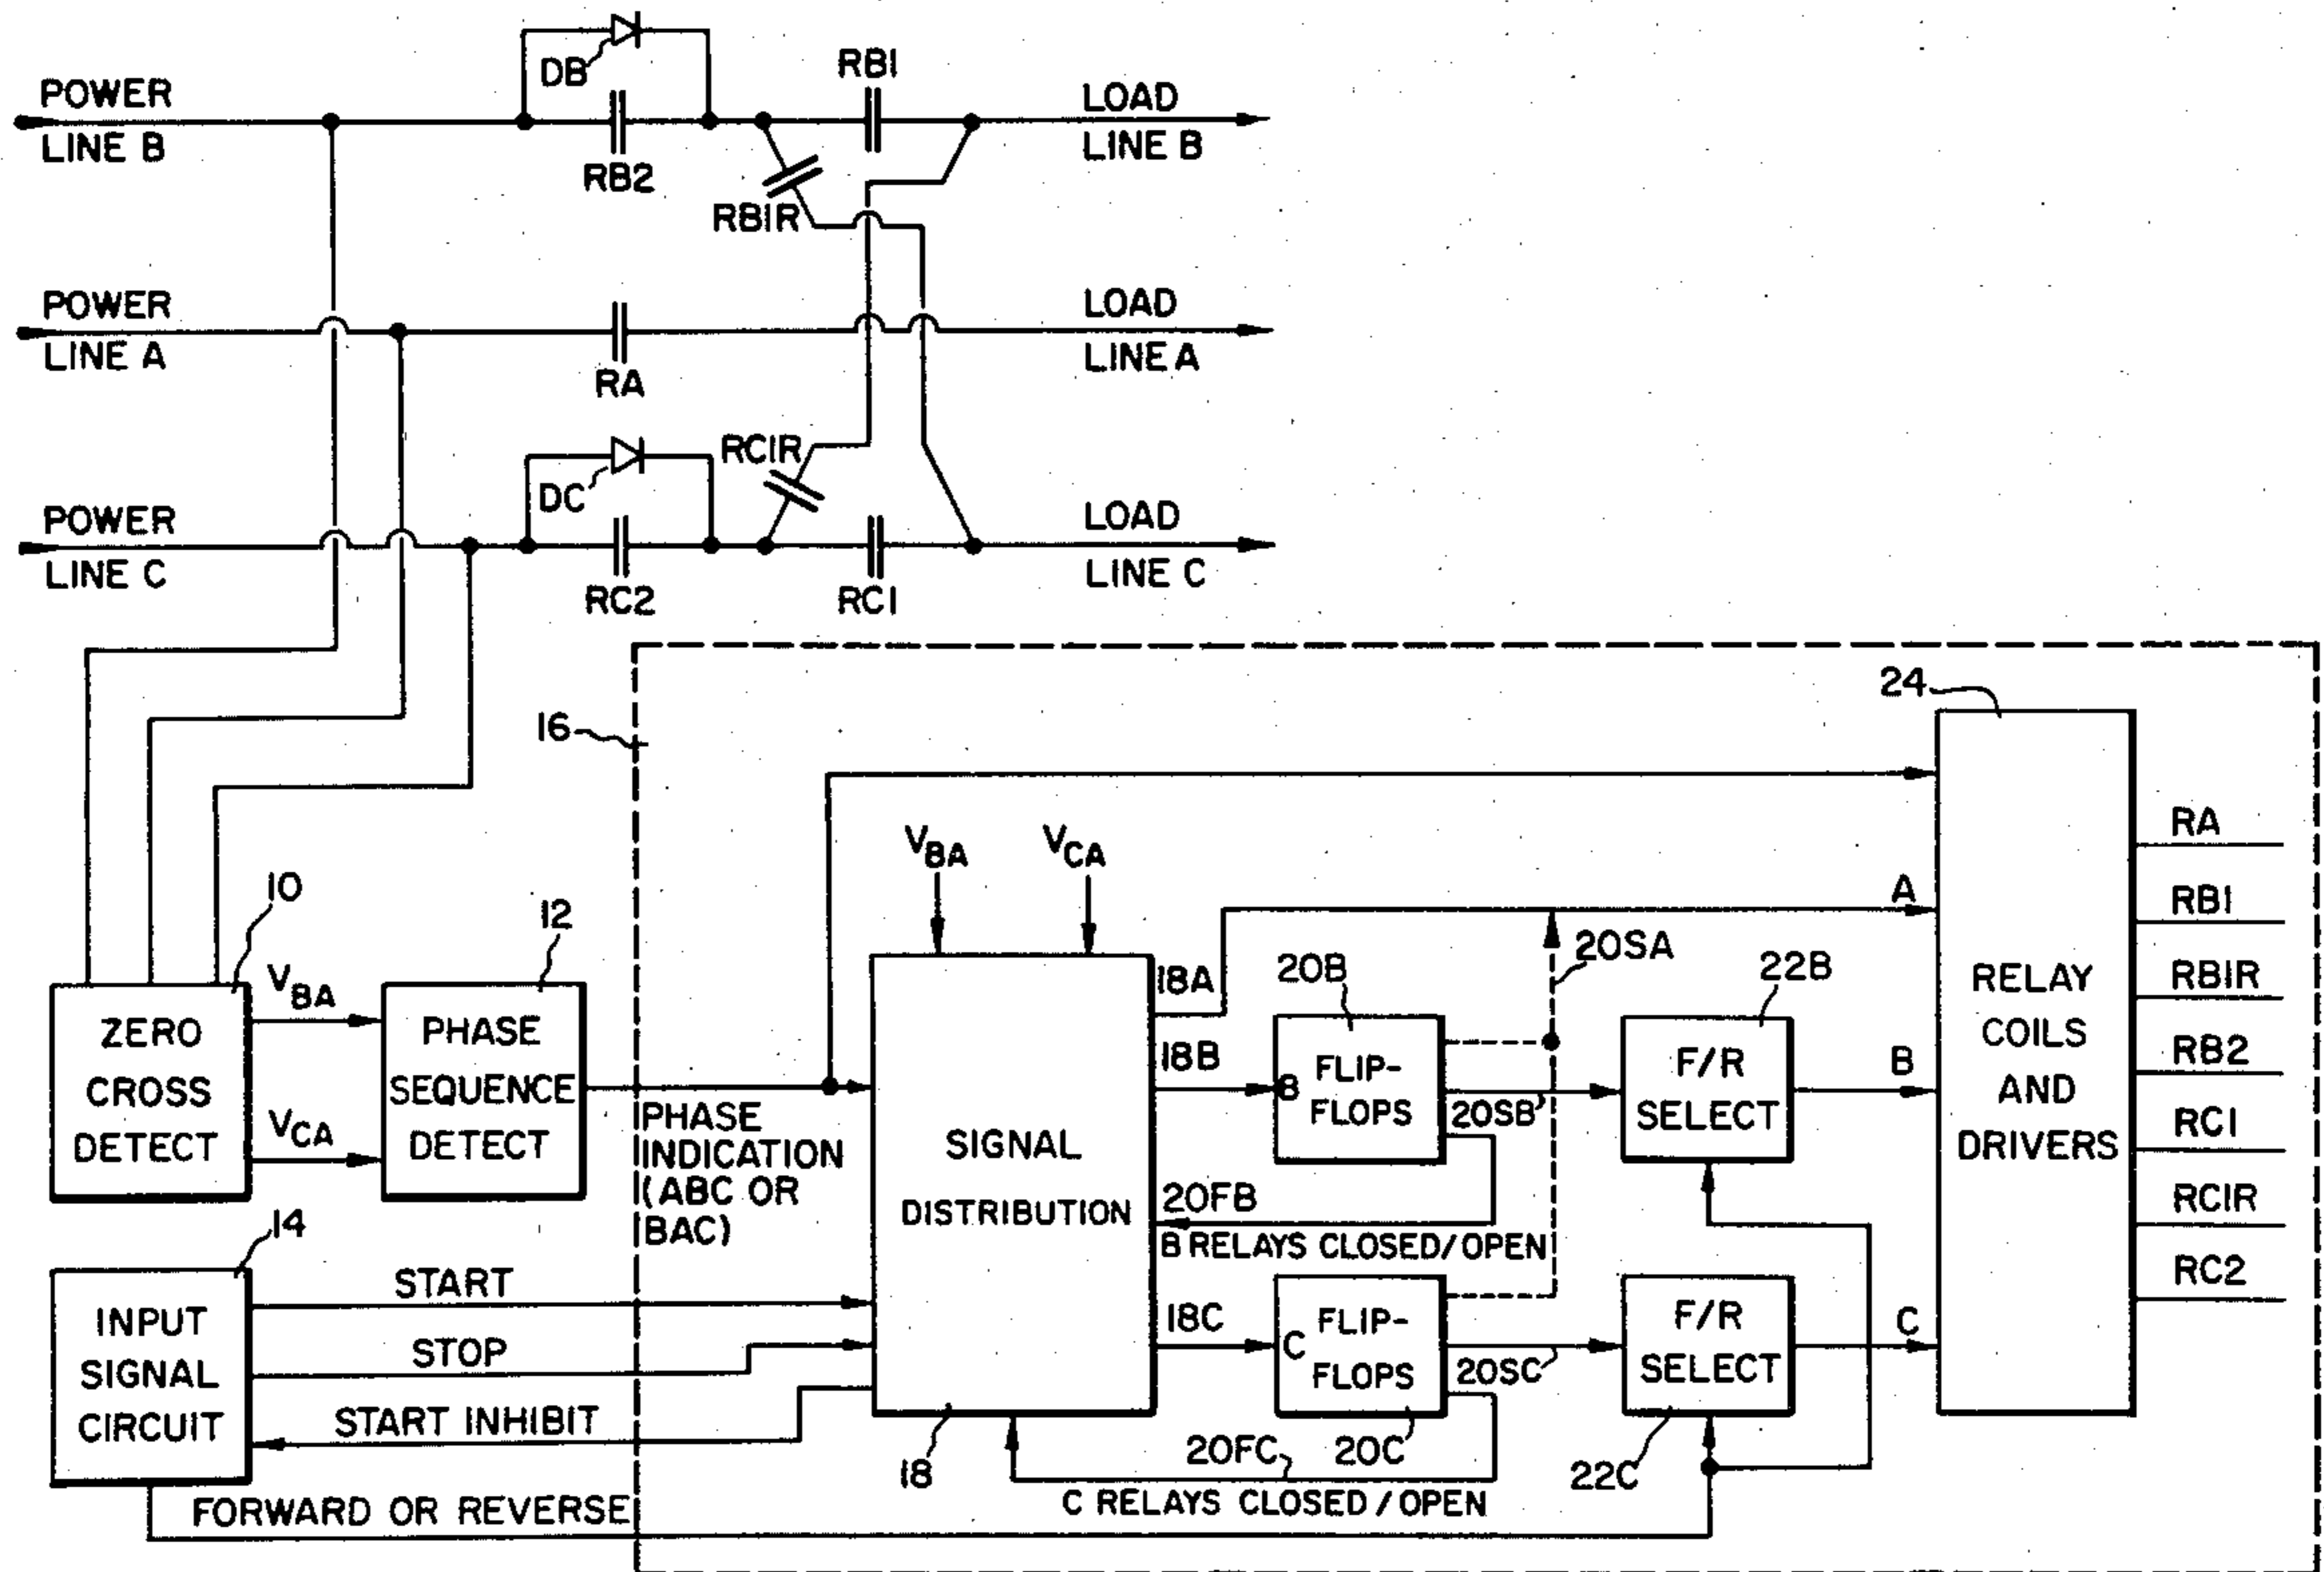 DB
RB1
POWER
LINE B
LOAD
LINE B
RB2
RB1R
POWER
LINE A
LOAD
LINE A
RA
RC1R
DC
POWER
LINE C
LOAD
LINE C
RC2
RC1
24
16
VBA
VCA
RA
10
12
A
RB1
20SA
18A
20B
22B
VBA
RELAY
COILS
AND
DRIVERS
RB1R
ZERO
CROSS
DETECT
PHASE
SEQUENCE
DETECT
18B
B
FLIP-
FLOPS
F/R
SELECT
B
RB2
20SB
VCA
PHASE
INDICATION
(ABC OR
BAC)
SIGNAL
DISTRIBUTION
RC1
20FB
B RELAYS CLOSED/OPEN
RC1R
14
START
RC2
INPUT
SIGNAL
CIRCUIT
18C
C
FLIP-
FLOPS
F/R
SELECT
C
STOP
20SC
START INHIBIT
18
20FC
20C
22C
C RELAYS CLOSED/OPEN
FORWARD OR REVERSE